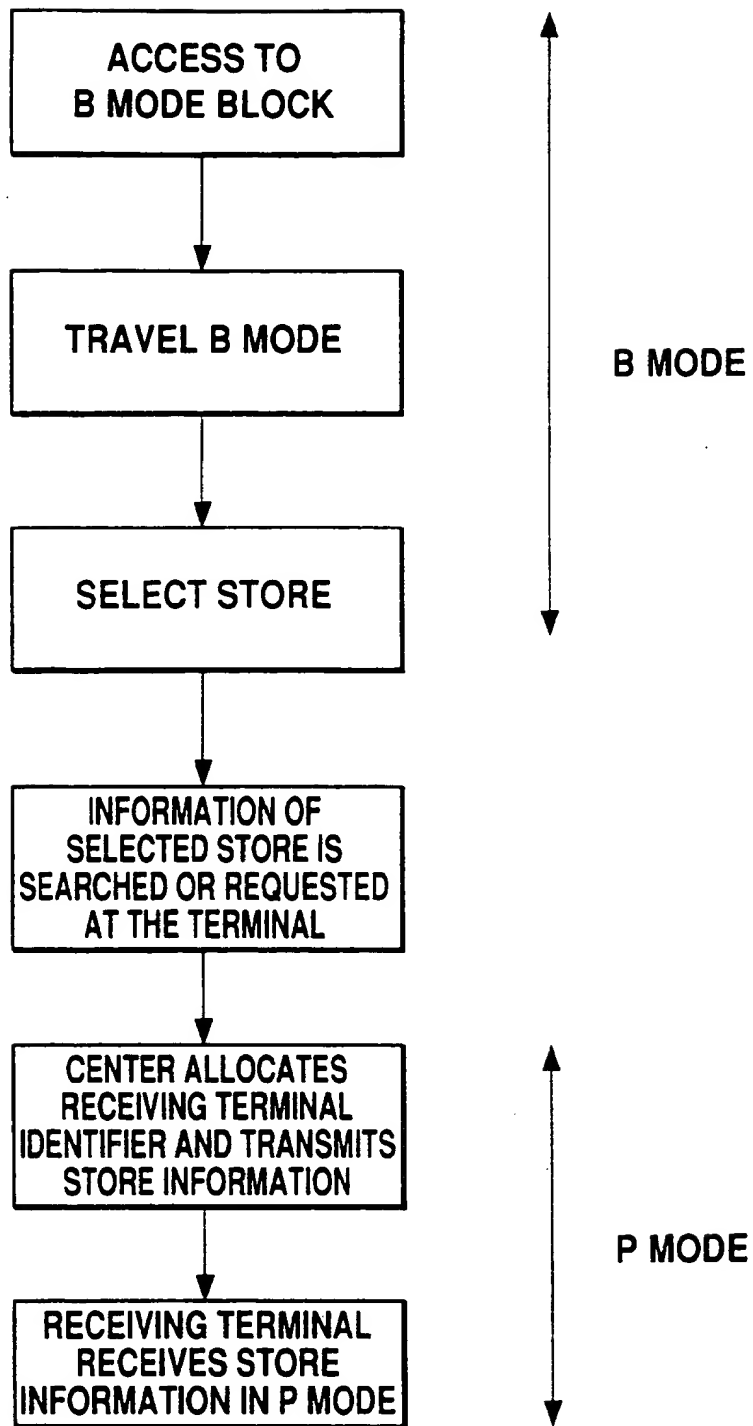 ACCESS TO
B MODE BLOCK
TRAVEL B MODE
B MODE
SELECT STORE
INFORMATION OF
SELECTED STORE IS
SEARCHED OR REQUESTED
AT THE TERMINAL
CENTER ALLOCATES
RECEIVING TERMINAL
IDENTIFIER AND TRANSMITS
STORE INFORMATION
P MODE
RECEIVING TERMINAL
RECEIVES STORE
INFORMATION IN P MODE